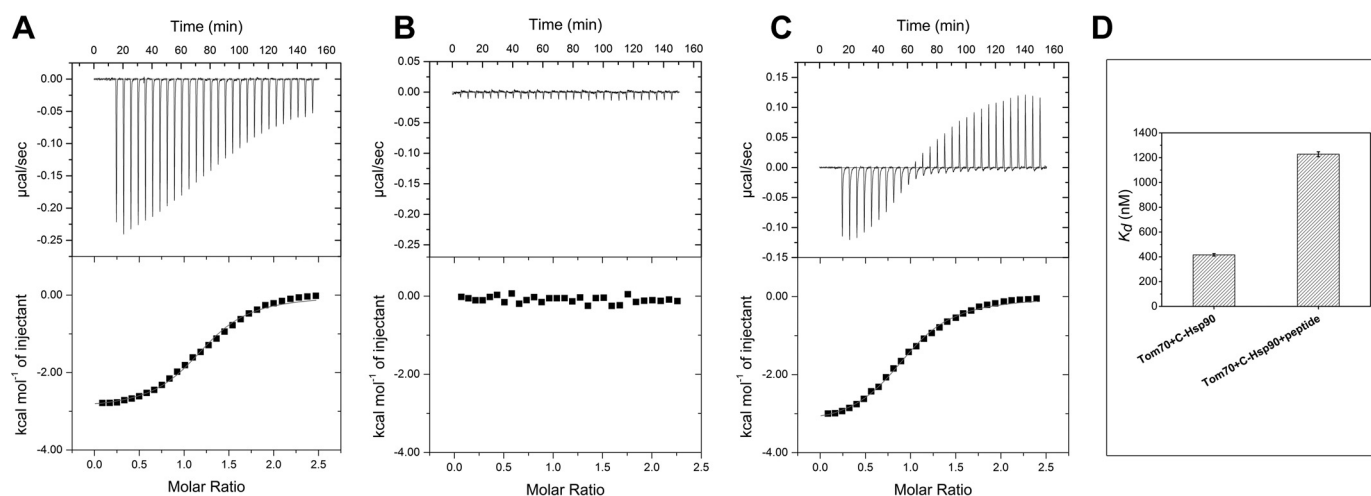 A
Time (min)
0 20 40 60 80 100 120 140 160
0.00
-0.05
-0.10
-0.15
-0.20
-0.25
µcal/sec
0.00
-2.00
-4.00
kcal mol⁻¹ of injectant
0.0 0.5 1.0 1.5 2.0 2.5
Molar Ratio
B
Time (min)
0 20 40 60 80 100 120 140 160
0.05
0.00
-0.05
-0.10
-0.15
-0.20
-0.25
µcal/sec
0.00
-2.00
-4.00
kcal mol⁻¹ of injectant
0.0 0.5 1.0 1.5 2.0 2.5
Molar Ratio
C
Time (min)
0 20 40 60 80 100 120 140 160
0.15
0.10
0.05
0.00
-0.05
-0.10
-0.15
µcal/sec
0.00
-2.00
-4.00
kcal mol⁻¹ of injectant
0.0 0.5 1.0 1.5 2.0 2.5
Molar Ratio
D
1400
1200
1000
800
600
400
200
0
Kd (nM)
Tom70+C-Hsp90
Tom70+C-Hsp90+peptide